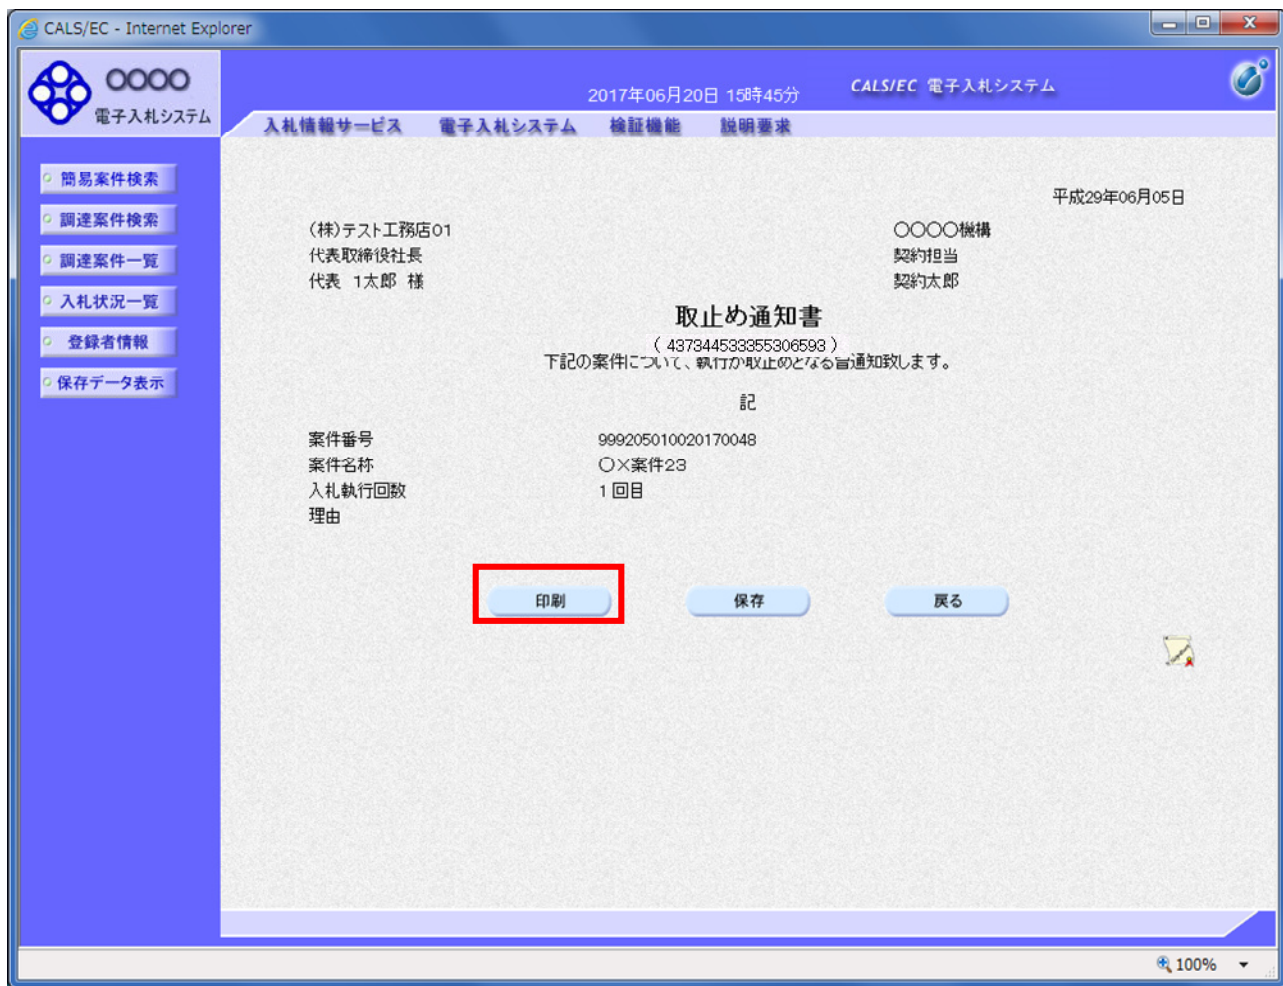 CALS/EC - Internet Explorer
〇〇〇〇
電子入札システム
2017年06月20日 15時45分
CALS/EC 電子入札システム
入札情報サービス 電子入札システム 検証機能 説明要求
簡易案件検索
調達案件検索
調達案件一覧
入札状況一覧
登録者情報
保存データ表示
平成29年06月05日
(株)テスト工務店01
代表取締役社長
代表 1太郎 様
〇〇〇〇機構
契約担当
契約太郎
取止め通知書
( 437344533355306593 )
下記の案件について、執行が取止めとなる旨通知致します。
記
案件番号 999205010020170048
案件名称 〇×案件23
入札執行回数 1回目
理由
印刷 保存 戻る
100%